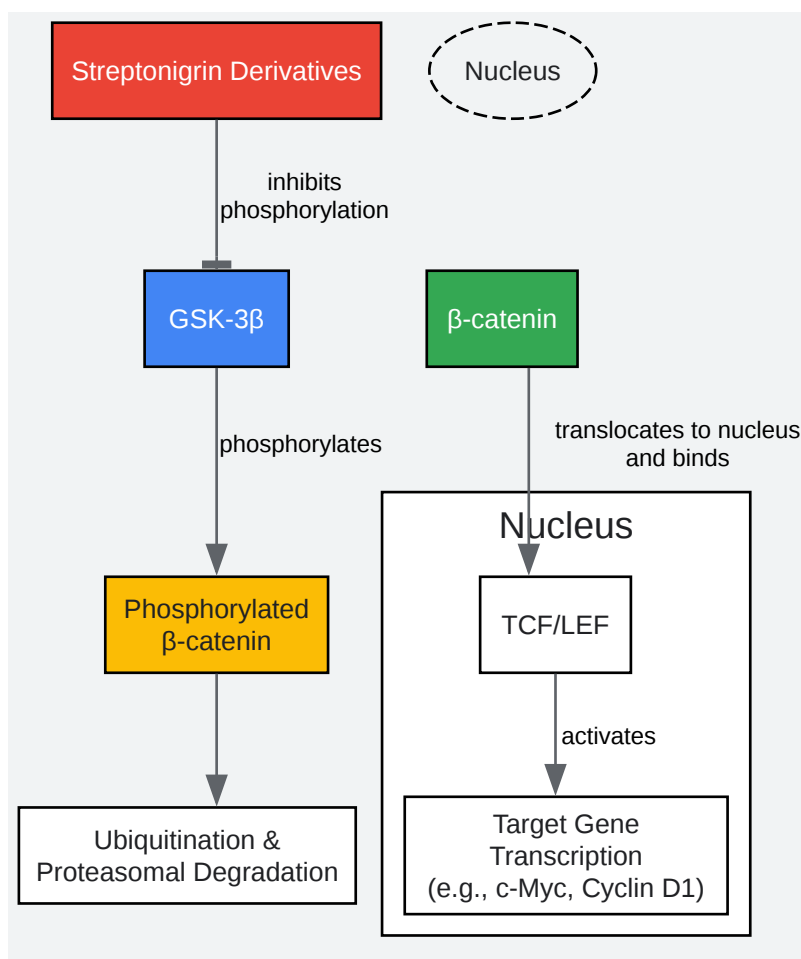 Streptonigrin Derivatives
Nucleus
inhibits
phosphorylation
GSK-3β
β-catenin
phosphorylates
translocates to nucleus
and binds
Nucleus
Phosphorylated
β-catenin
TCF/LEF
activates
Ubiquitination &
Proteasomal Degradation
Target Gene
Transcription
(e.g., c-Myc, Cyclin D1)